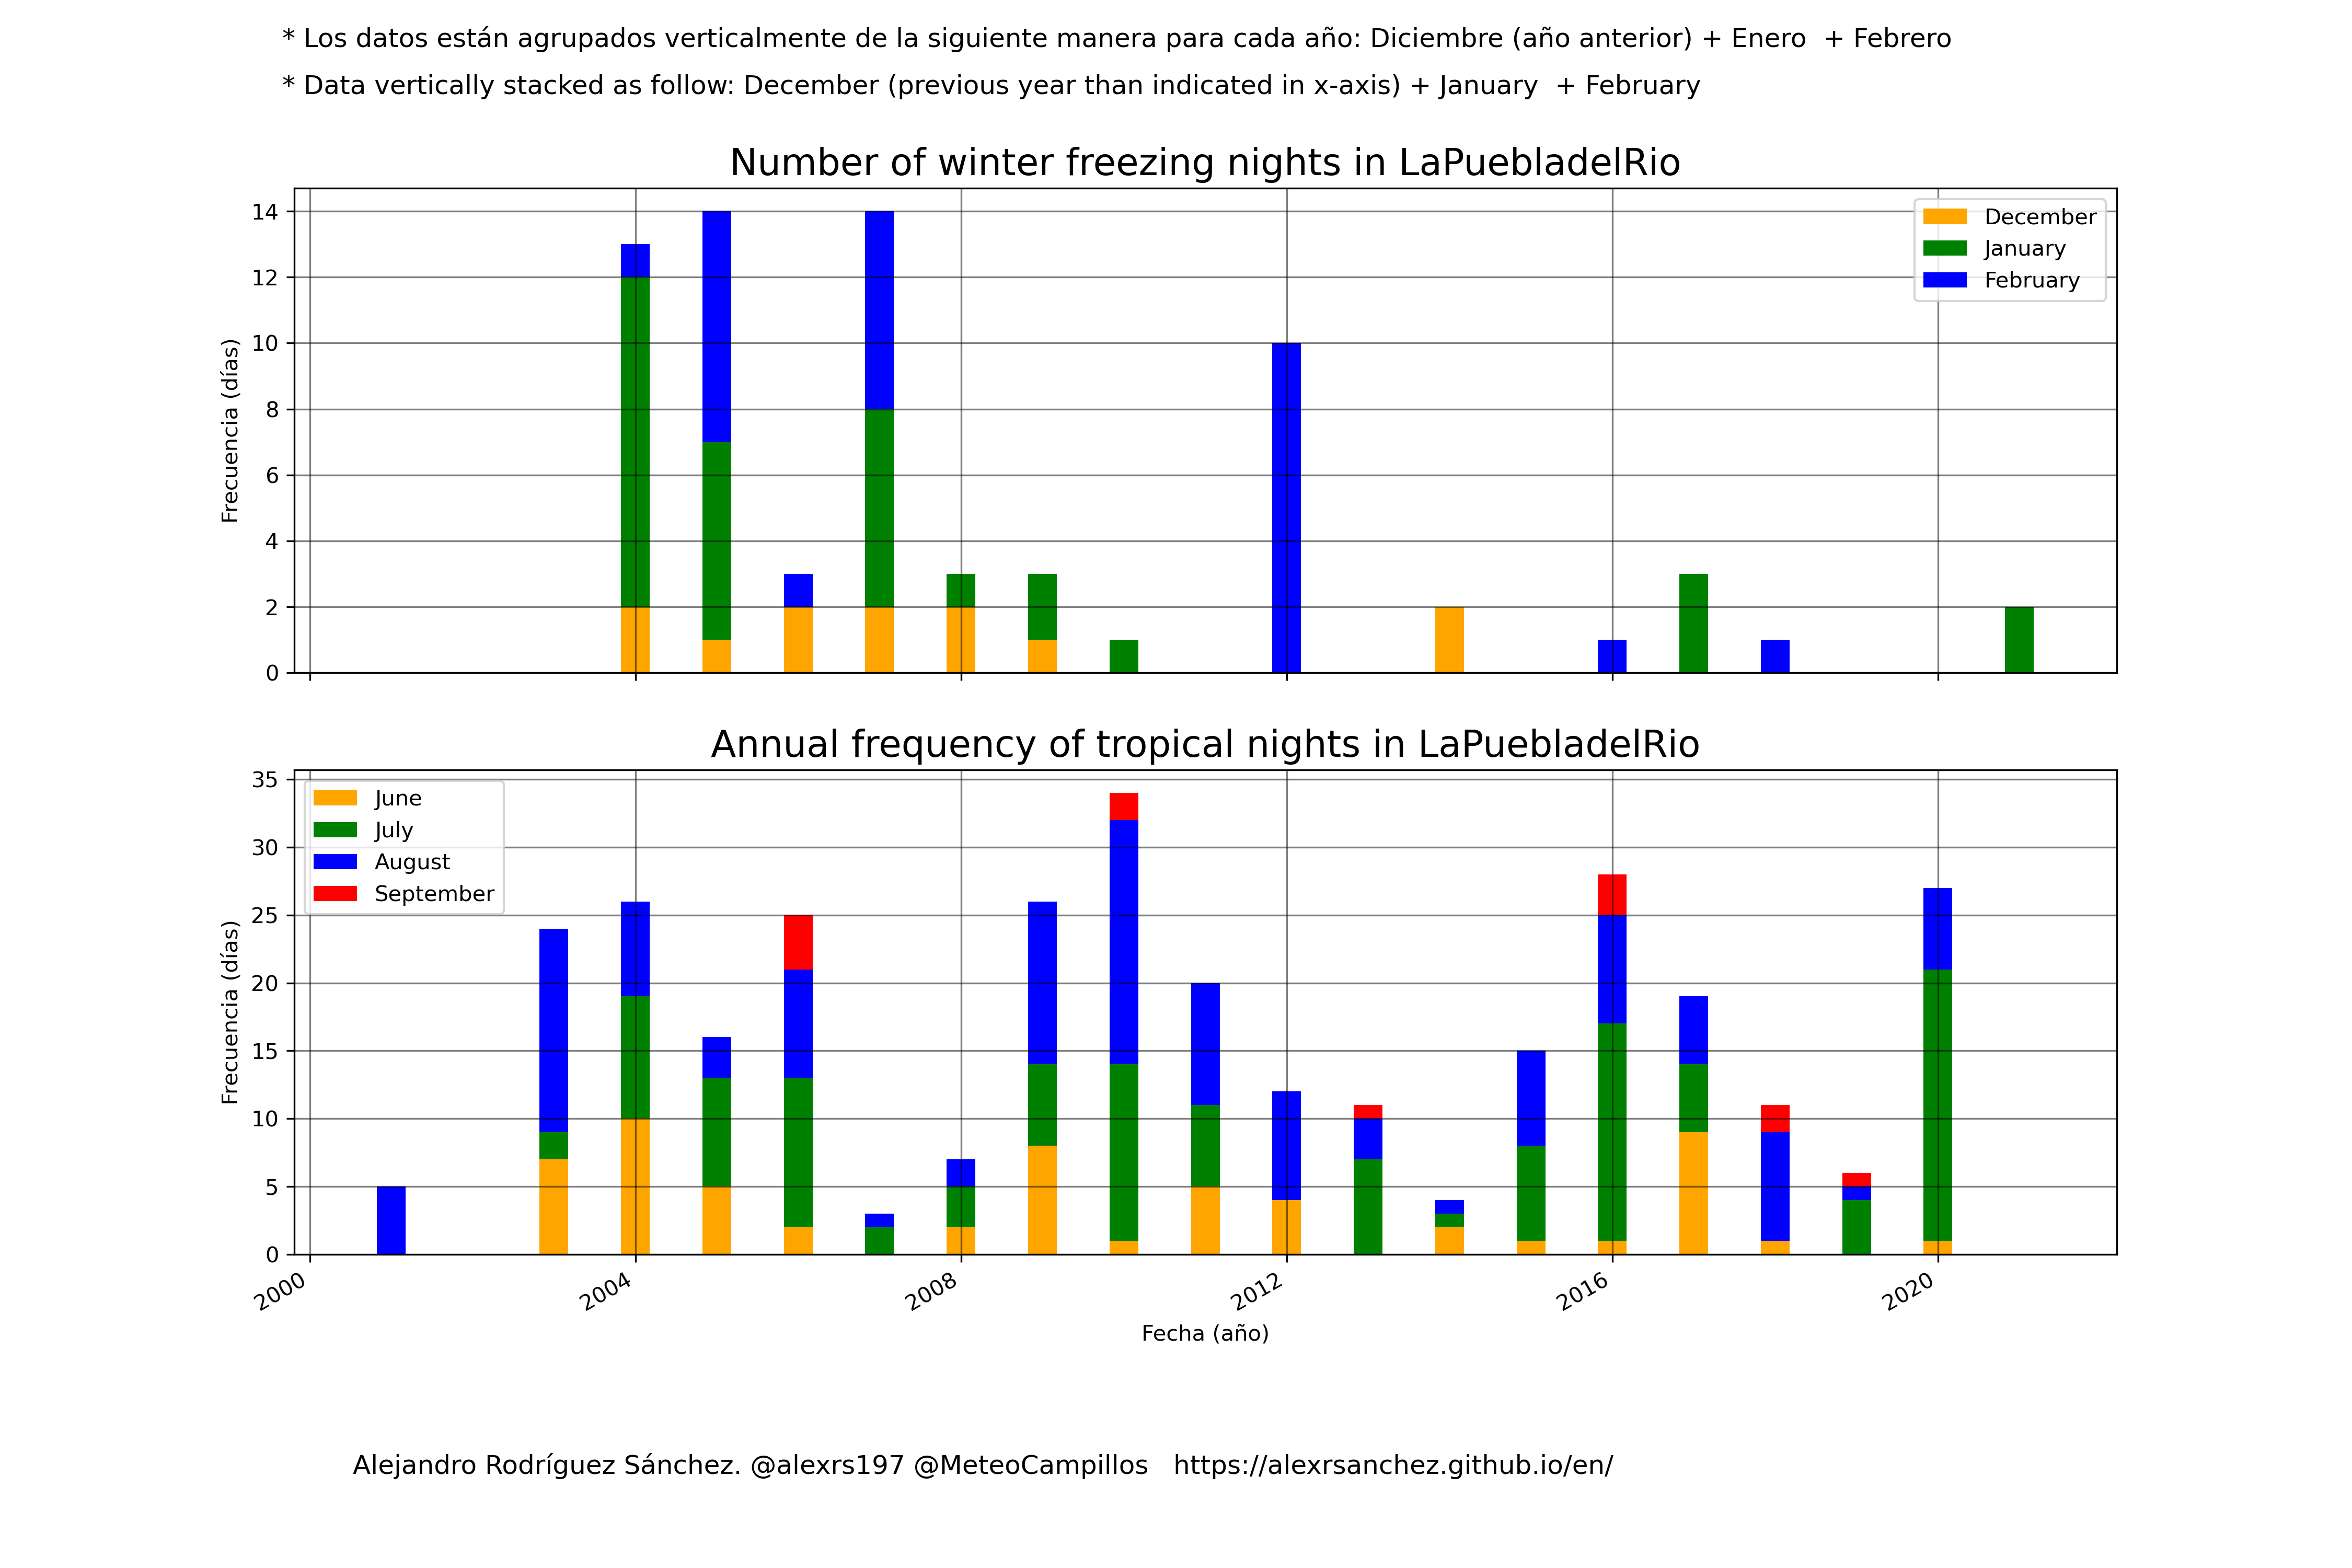 * Los datos están agrupados verticalmente de la siguiente manera para cada año: Diciembre (año anterior) + Enero  + Febrero
* Data vertically stacked as follow: December (previous year than indicated in x-axis) + January  + February
Number of winter freezing nights in LaPuebladelRio
14
12
10
8
6
4
2
0
Frecuencia (días)
December
January
February
Annual frequency of tropical nights in LaPuebladelRio
35
30
25
20
15
10
5
0
Frecuencia (días)
June
July
August
September
2000
2004
2008
2012
2016
2020
Fecha (año)
Alejandro Rodríguez Sánchez. @alexrs197 @MeteoCampillos   https://alexrsanchez.github.io/en/